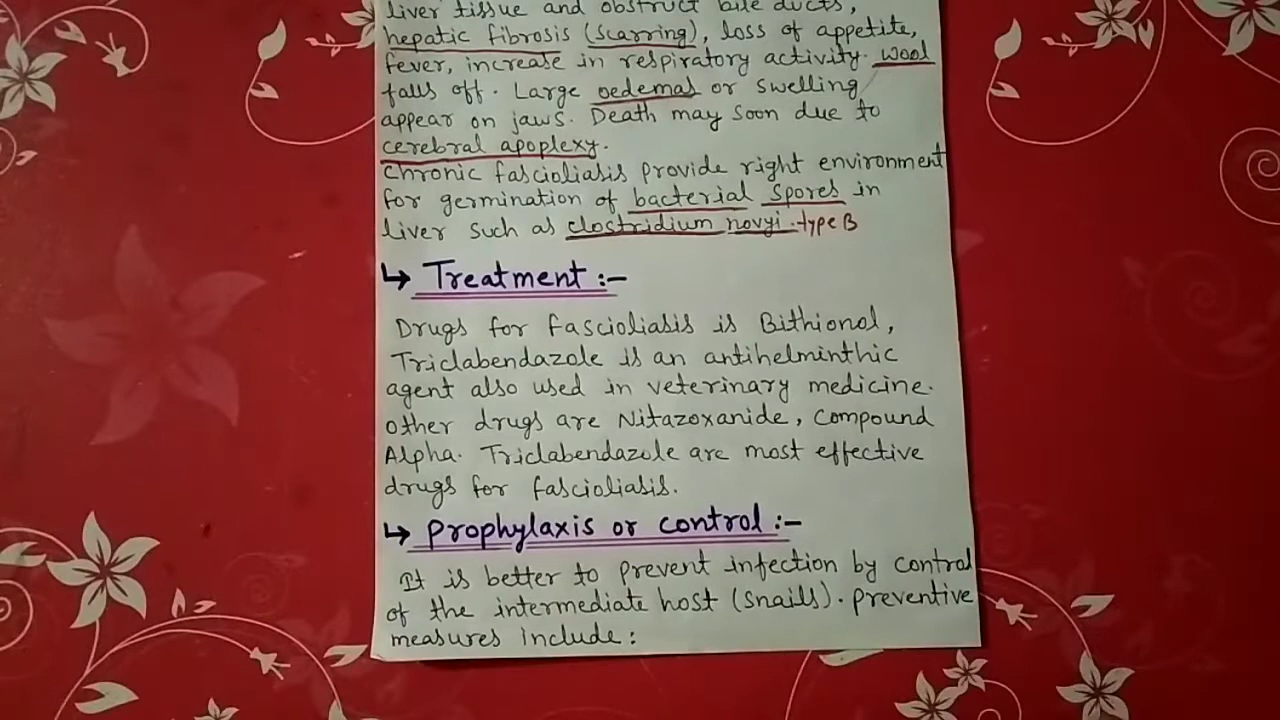 liver tissue and obstruct bile ducts,
hepatic fibrosis (scarring), loss of appetite,
fever, increase in respiratory activity. wool
falls off. Large oedemas or swelling
appear on jaws. Death may soon due to
cerebral apoplexy.
Chronic fascioliasis provide right environment
for germination of bacterial spores in
liver such as clostridium novyi.type B
↳ Treatment :-
Drugs for fascioliasis is Bithionol,
Triclabendazole is an antihelminthic
agent also used in veterinary medicine.
other drugs are Nitazoxanide, Compound
Alpha. Triclabendazole are most effective
drugs for fascioliasis.
↳ Prophylaxis or control :-
It is better to prevent infection by control
of the intermediate host (snails). preventive
measures include :